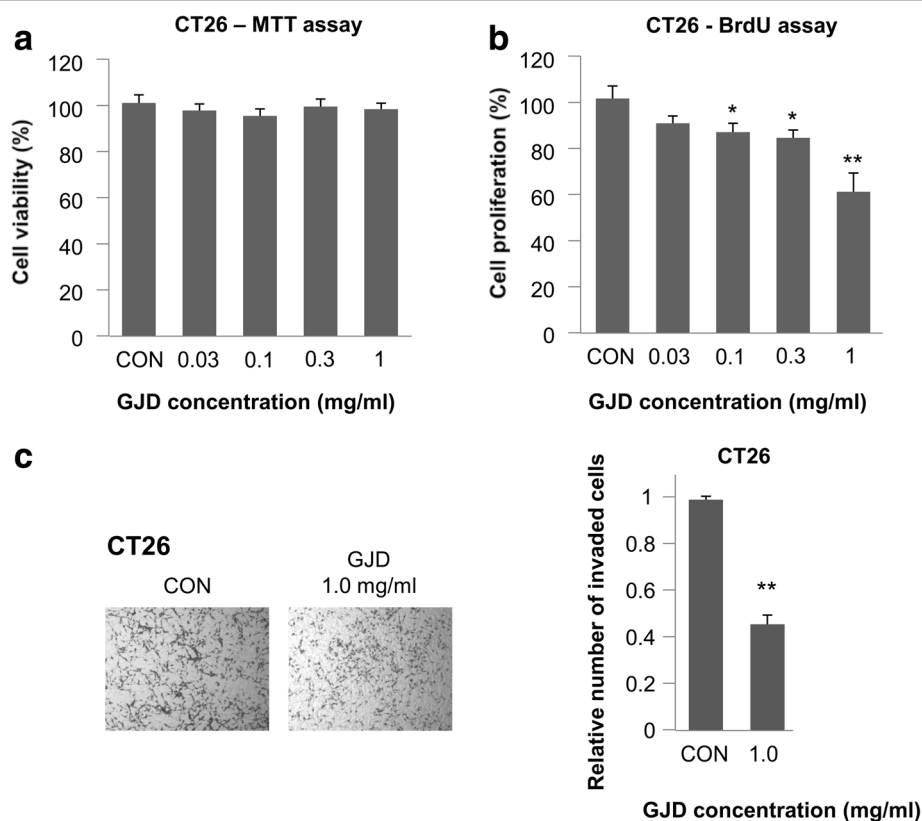 a
CT26 – MTT assay
120
100
80
60
40
20
0
Cell viability (%)
CON 0.03 0.1 0.3 1
GJD concentration (mg/ml)
b
CT26 - BrdU assay
120
100
80
60
40
20
0
Cell proliferation (%)
* * **
CON 0.03 0.1 0.3 1
GJD concentration (mg/ml)
c
CT26
CON
GJD
1.0 mg/ml
CT26
Relative number of invaded cells
1
0.8
0.6
0.4
0.2
0
**
CON 1.0
GJD concentration (mg/ml)